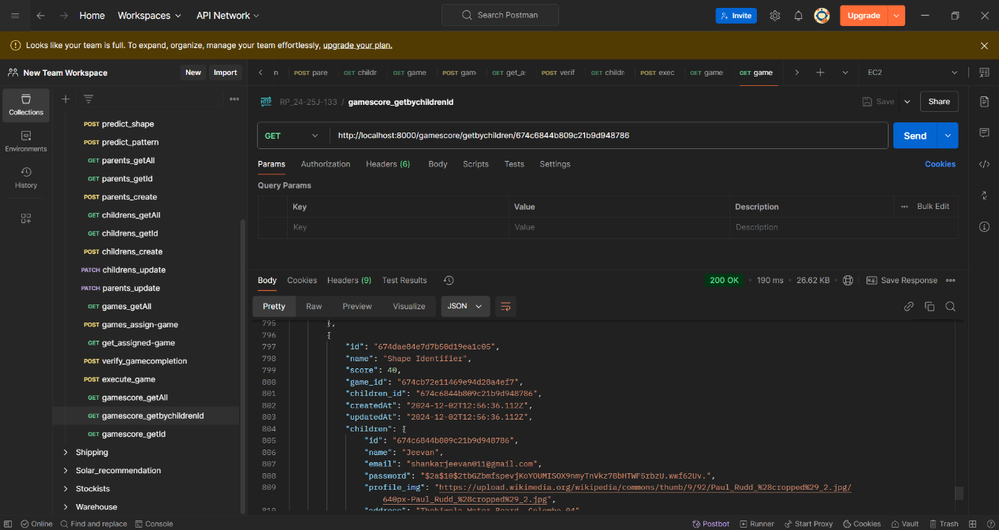 Home Workspaces API Network Search Postman Invite Upgrade
Looks like your team is full. To expand, organize, manage your team effortlessly, upgrade your plan.
New Team Workspace New Import n POST pare GET childr GET game POST gam GET get_a: POST verif GET childr POST exec GET game GET game EC2
Collections
Environments
History
POST predict_shape
POST predict_pattern
GET parents_getAll
GET parents_getId
POST parents_create
GET childrens_getAll
GET childrens_getId
POST childrens_create
PATCH childrens_update
PATCH parents_update
GET games_getAll
POST games_assign-game
GET get_assigned-game
POST verify_gamecompletion
POST execute_game
GET gamescore_getAll
GET gamescore_getbychildrenId
GET gamescore_getId
Shipping
Solar_recommendation
Stockists
Warehouse
HTTP RP_24-25J-133 / gamescore_getbychildrenId Save Share
GET http://localhost:8000/gamescore/getbychildren/674c6844b809c21b9d948786 Send
Params Authorization Headers (6) Body Scripts Tests Settings Cookies
Query Params
Key Value Description Bulk Edit
Key Value Description
Body Cookies Headers (9) Test Results 200 OK 190 ms 26.62 KB Save Response
Pretty Raw Preview Visualize JSON
795 },
796 {
797 "id": "674dae84e7d7b50d19ea1c05",
798 "name": "Shape Identifier",
799 "score": 40,
800 "game_id": "674cb72e11469e94d28a4ef7",
801 "children_id": "674c6844b809c21b9d948786",
802 "createdAt": "2024-12-02T12:56:36.112Z",
803 "updatedAt": "2024-12-02T12:56:36.112Z",
804 "children": {
805 "id": "674c6844b809c21b9d948786",
806 "name": "Jeevan",
807 "email": "shankarjeevan011@gmail.com",
808 "password": "$2a$10$2tbGZbmfspevjKoYOUMISOX9nmyTnVkz78bHTWF5rbzU.wwf62Uv.",
809 "profile_img": "https://upload.wikimedia.org/wikipedia/commons/thumb/9/92/Paul_Rudd_%28cropped%29_2.jpg/
640px-Paul_Rudd_%28cropped%29_2.jpg",
810 "address": "Thehiwala Water Board, Colombo 04"
Online Find and replace Console Postbot Runner Start Proxy Cookies Vault Trash